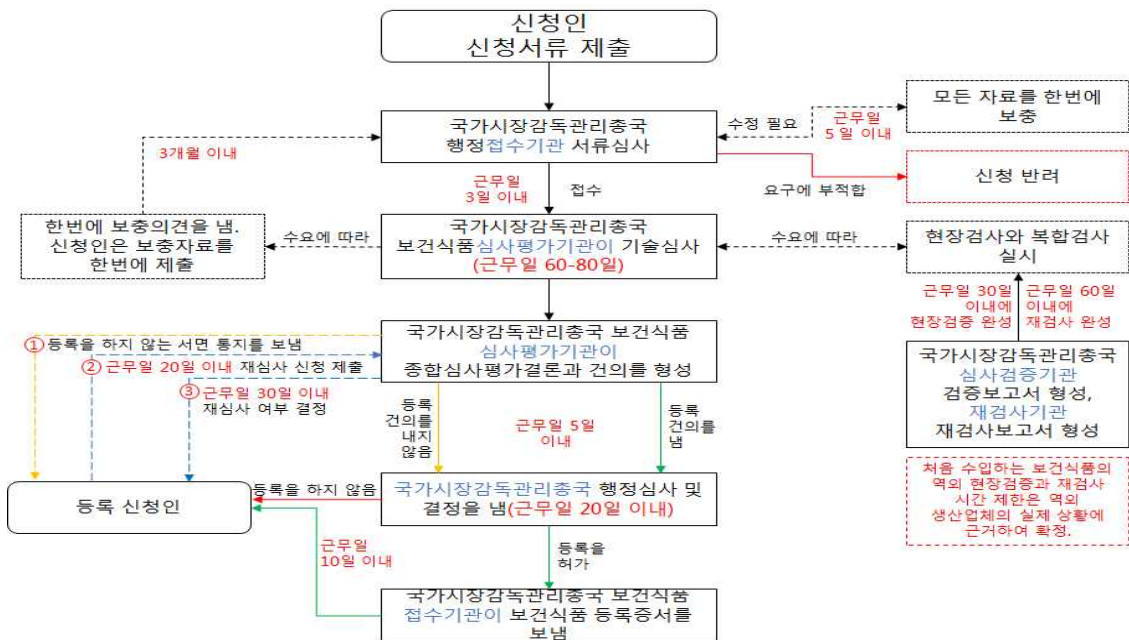 신청인
신청서류 제출
국가시장감독관리총국
행정접수기관 서류심사
수정 필요
근무일
5 일 이내
모든 자료를 한번에
보충
요구에 부적합
신청 반려
3개월 이내
근무일
3일 이내
접수
한번에 보충의견을 냄.
신청인은 보충자료를
한번에 제출
수요에 따라
국가시장감독관리총국
보건식품심사평가기관이 기술심사
(근무일 60-80일)
수요에 따라
현장검사와 복합검사
실시
근무일 30일
이내에
현장검증 완성
근무일 60일
이내에
재검사 완성
국가시장감독관리총국
심사검증기관
검증보고서 형성,
재검사기관
재검사보고서 형성
처음 수입하는 보건식품의
역외 현장검증과 재검사
시간 제한은 역외
생산업체의 실제 상황에
근거하여 확정.
① 등록을 하지 않는 서면 통지를 보냄
② 근무일 20일 이내 재심사 신청 제출
③ 근무일 30일 이내
재심사 여부 결정
국가시장감독관리총국 보건식품
심사평가기관이
종합심사평가결론과 건의를 형성
등록
건의를
내지
않음
근무일 5일
이내
등록
건의를
냄
등록 신청인
등록을 하지 않음
국가시장감독관리총국 행정심사 및
결정을 냄(근무일 20일 이내)
근무일
10일 이내
등록을
허가
국가시장감독관리총국 보건식품
접수기관이 보건식품 등록증서를
보냄